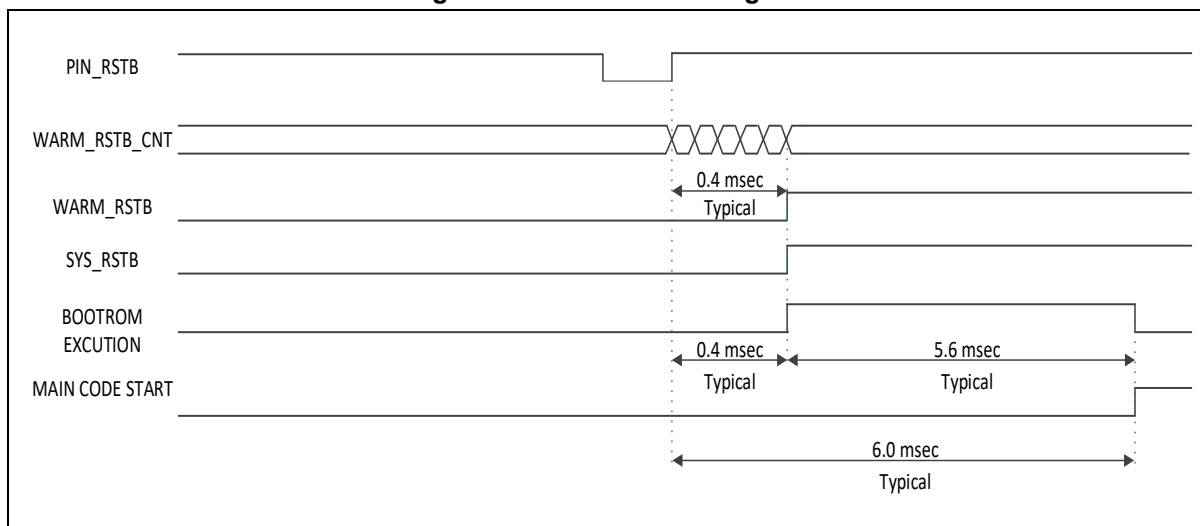 PIN_RSTB
WARM_RSTB_CNT
0.4 msec
Typical
WARM_RSTB
SYS_RSTB
BOOTROM
EXCUTION
0.4 msec
Typical
5.6 msec
Typical
MAIN CODE START
6.0 msec
Typical